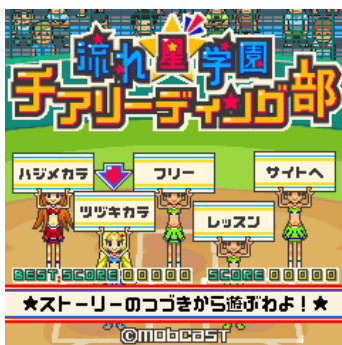 流れ星学園
チアリーディング部
ハジメカラ
フリー
サイトへ
ツヅキカラ
レッスン
BEST SCORE 00000 SCORE 00000
★ストーリーのつづきから遊ぶわよ！★
©mobcast